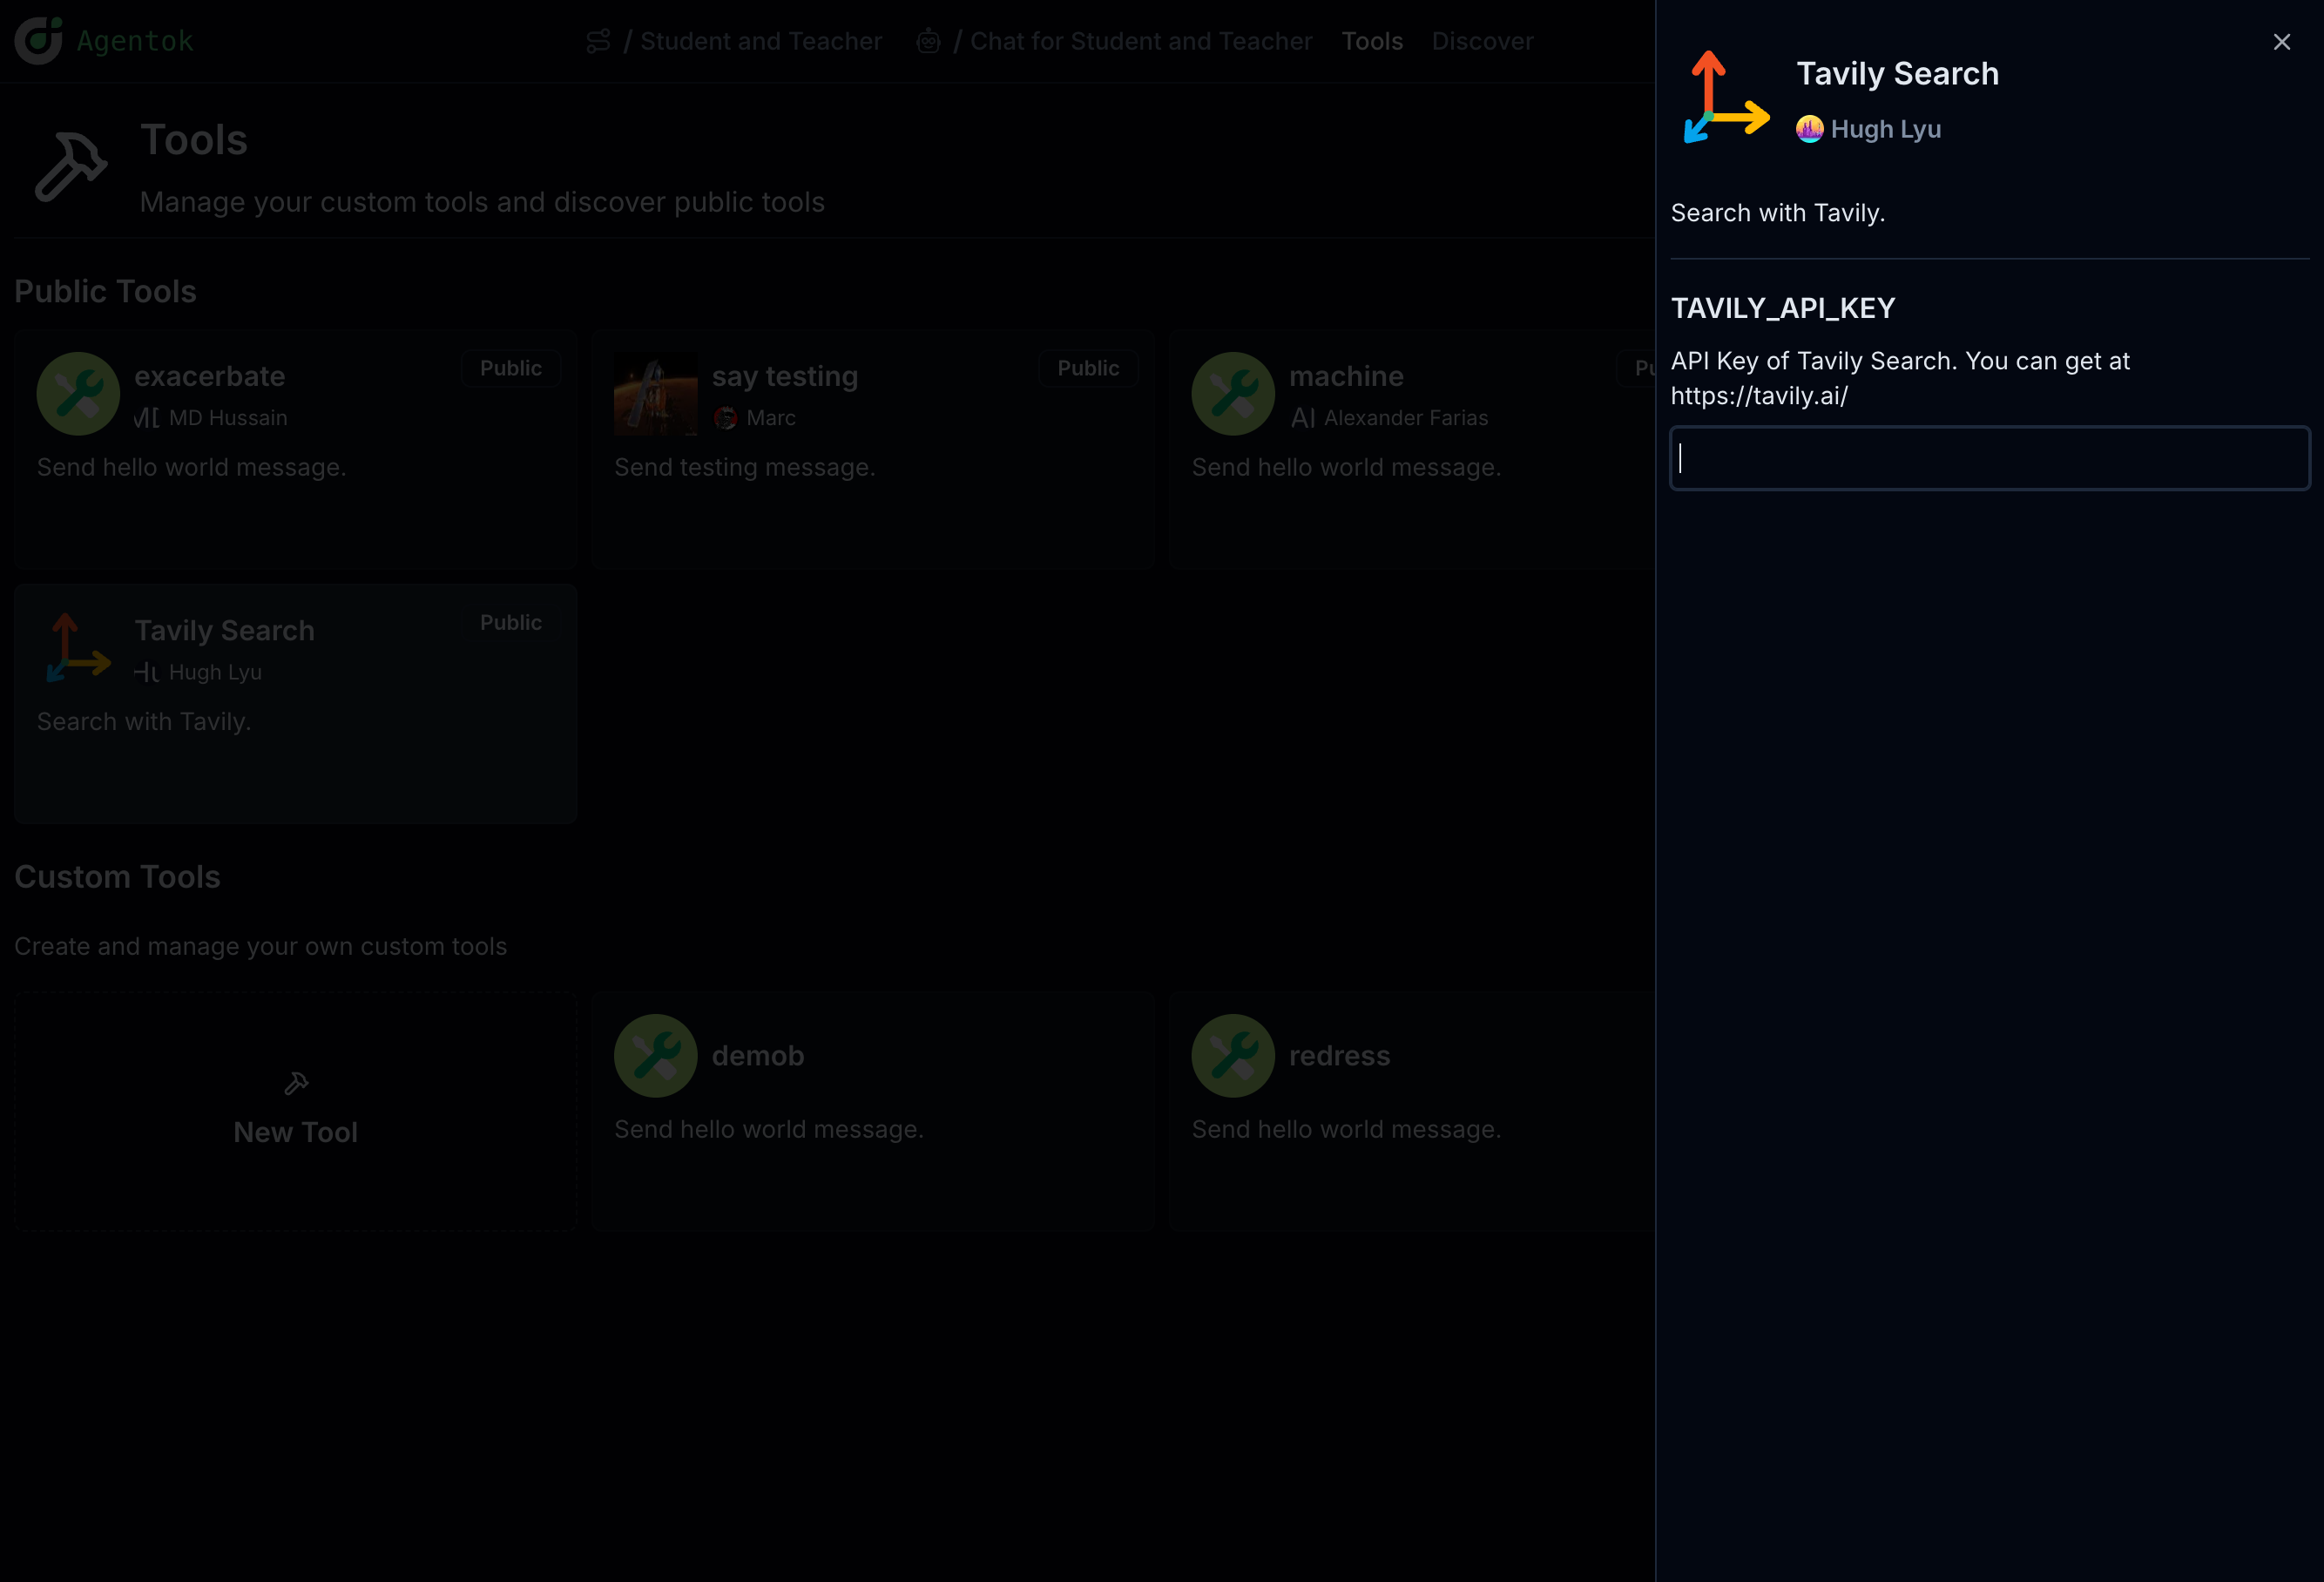 Agentok
/ Student and Teacher
/ Chat for Student and Teacher
Tools
Discover
Tools
Manage your custom tools and discover public tools
Public Tools
exacerbate
Public
MD Hussain
Send hello world message.
say testing
Public
Marc
Send testing message.
machine
Pu
AI Alexander Farias
Send hello world message.
Tavily Search
Public
Hugh Lyu
Search with Tavily.
Custom Tools
Create and manage your own custom tools
New Tool
demob
Send hello world message.
redress
Send hello world message.
Tavily Search
Hugh Lyu
Search with Tavily.
TAVILY_API_KEY
API Key of Tavily Search. You can get at
https://tavily.ai/